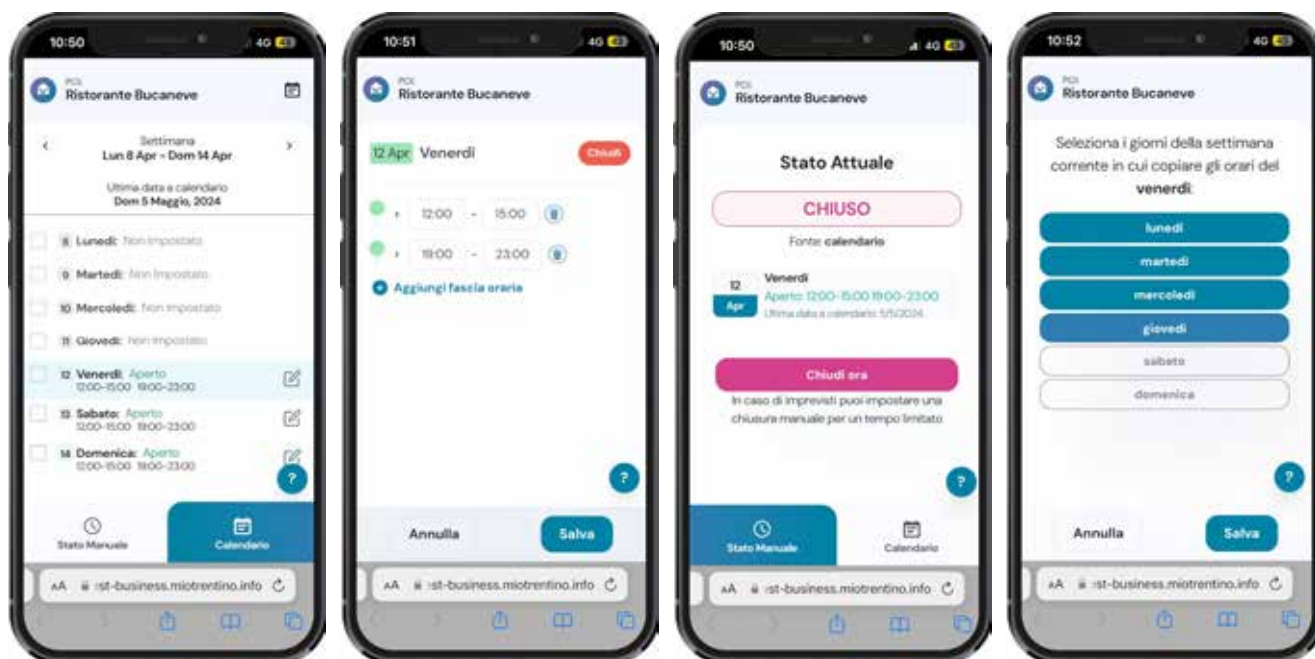 10:50
4G 43
POI:
Ristorante Bucaneve
Settimana
Lun 8 Apr - Dom 14 Apr
Ultima data a calendario
Dom 5 Maggio, 2024
8 Lunedì: Non Impostato
9 Martedì: Non Impostato
10 Mercoledì: Non Impostato
11 Giovedì: Non Impostato
12 Venerdì: Aperto
12:00-15:00 19:00-23:00
13 Sabato: Aperto
12:00-15:00 19:00-23:00
14 Domenica: Aperto
12:00-15:00 19:00-23:00
?
Stato Manuale
Calendario
AA
st-business.miotrentino.info
10:51
4G 43
POI:
Ristorante Bucaneve
12 Apr Venerdì
Chiudi
12:00 - 15:00
19:00 - 23:00
+ Aggiungi fascia oraria
?
Annulla
Salva
AA
st-business.miotrentino.info
10:50
4G 43
POI:
Ristorante Bucaneve
Stato Attuale
CHIUSO
Fonte: calendario
12
Apr
Venerdì
Aperto: 12:00-15:00 19:00-23:00
Ultima data a calendario: 5/5/2024
Chiudi ora
In caso di imprevisti puoi impostare una
chiusura manuale per un tempo limitato
?
Stato Manuale
Calendario
AA
st-business.miotrentino.info
10:52
4G 43
POI:
Ristorante Bucaneve
Seleziona i giorni della settimana
corrente in cui copiare gli orari del
venerdì:
lunedì
martedì
mercoledì
giovedì
sabato
domenica
?
Annulla
Salva
AA
st-business.miotrentino.info